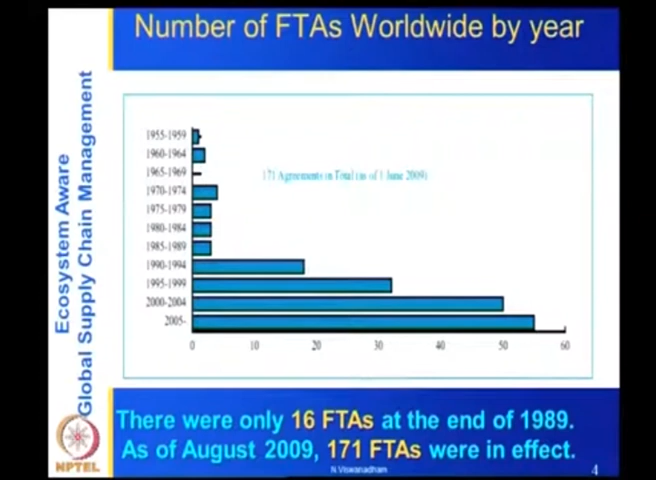 Number of FTAs Worldwide by year
Ecosystem Aware
Global Supply Chain Management
1955-1959
1960-1964
171 Agreements in Total (as of 1 June 2009)
1965-1969
1970-1974
1975-1979
1980-1984
1985-1989
1990-1994
1995-1999
2000-2004
2005-
0 10 20 30 40 50 60
There were only 16 FTAs at the end of 1989.
As of August 2009, 171 FTAs were in effect.
NPTEL
N.Viswanadham
4